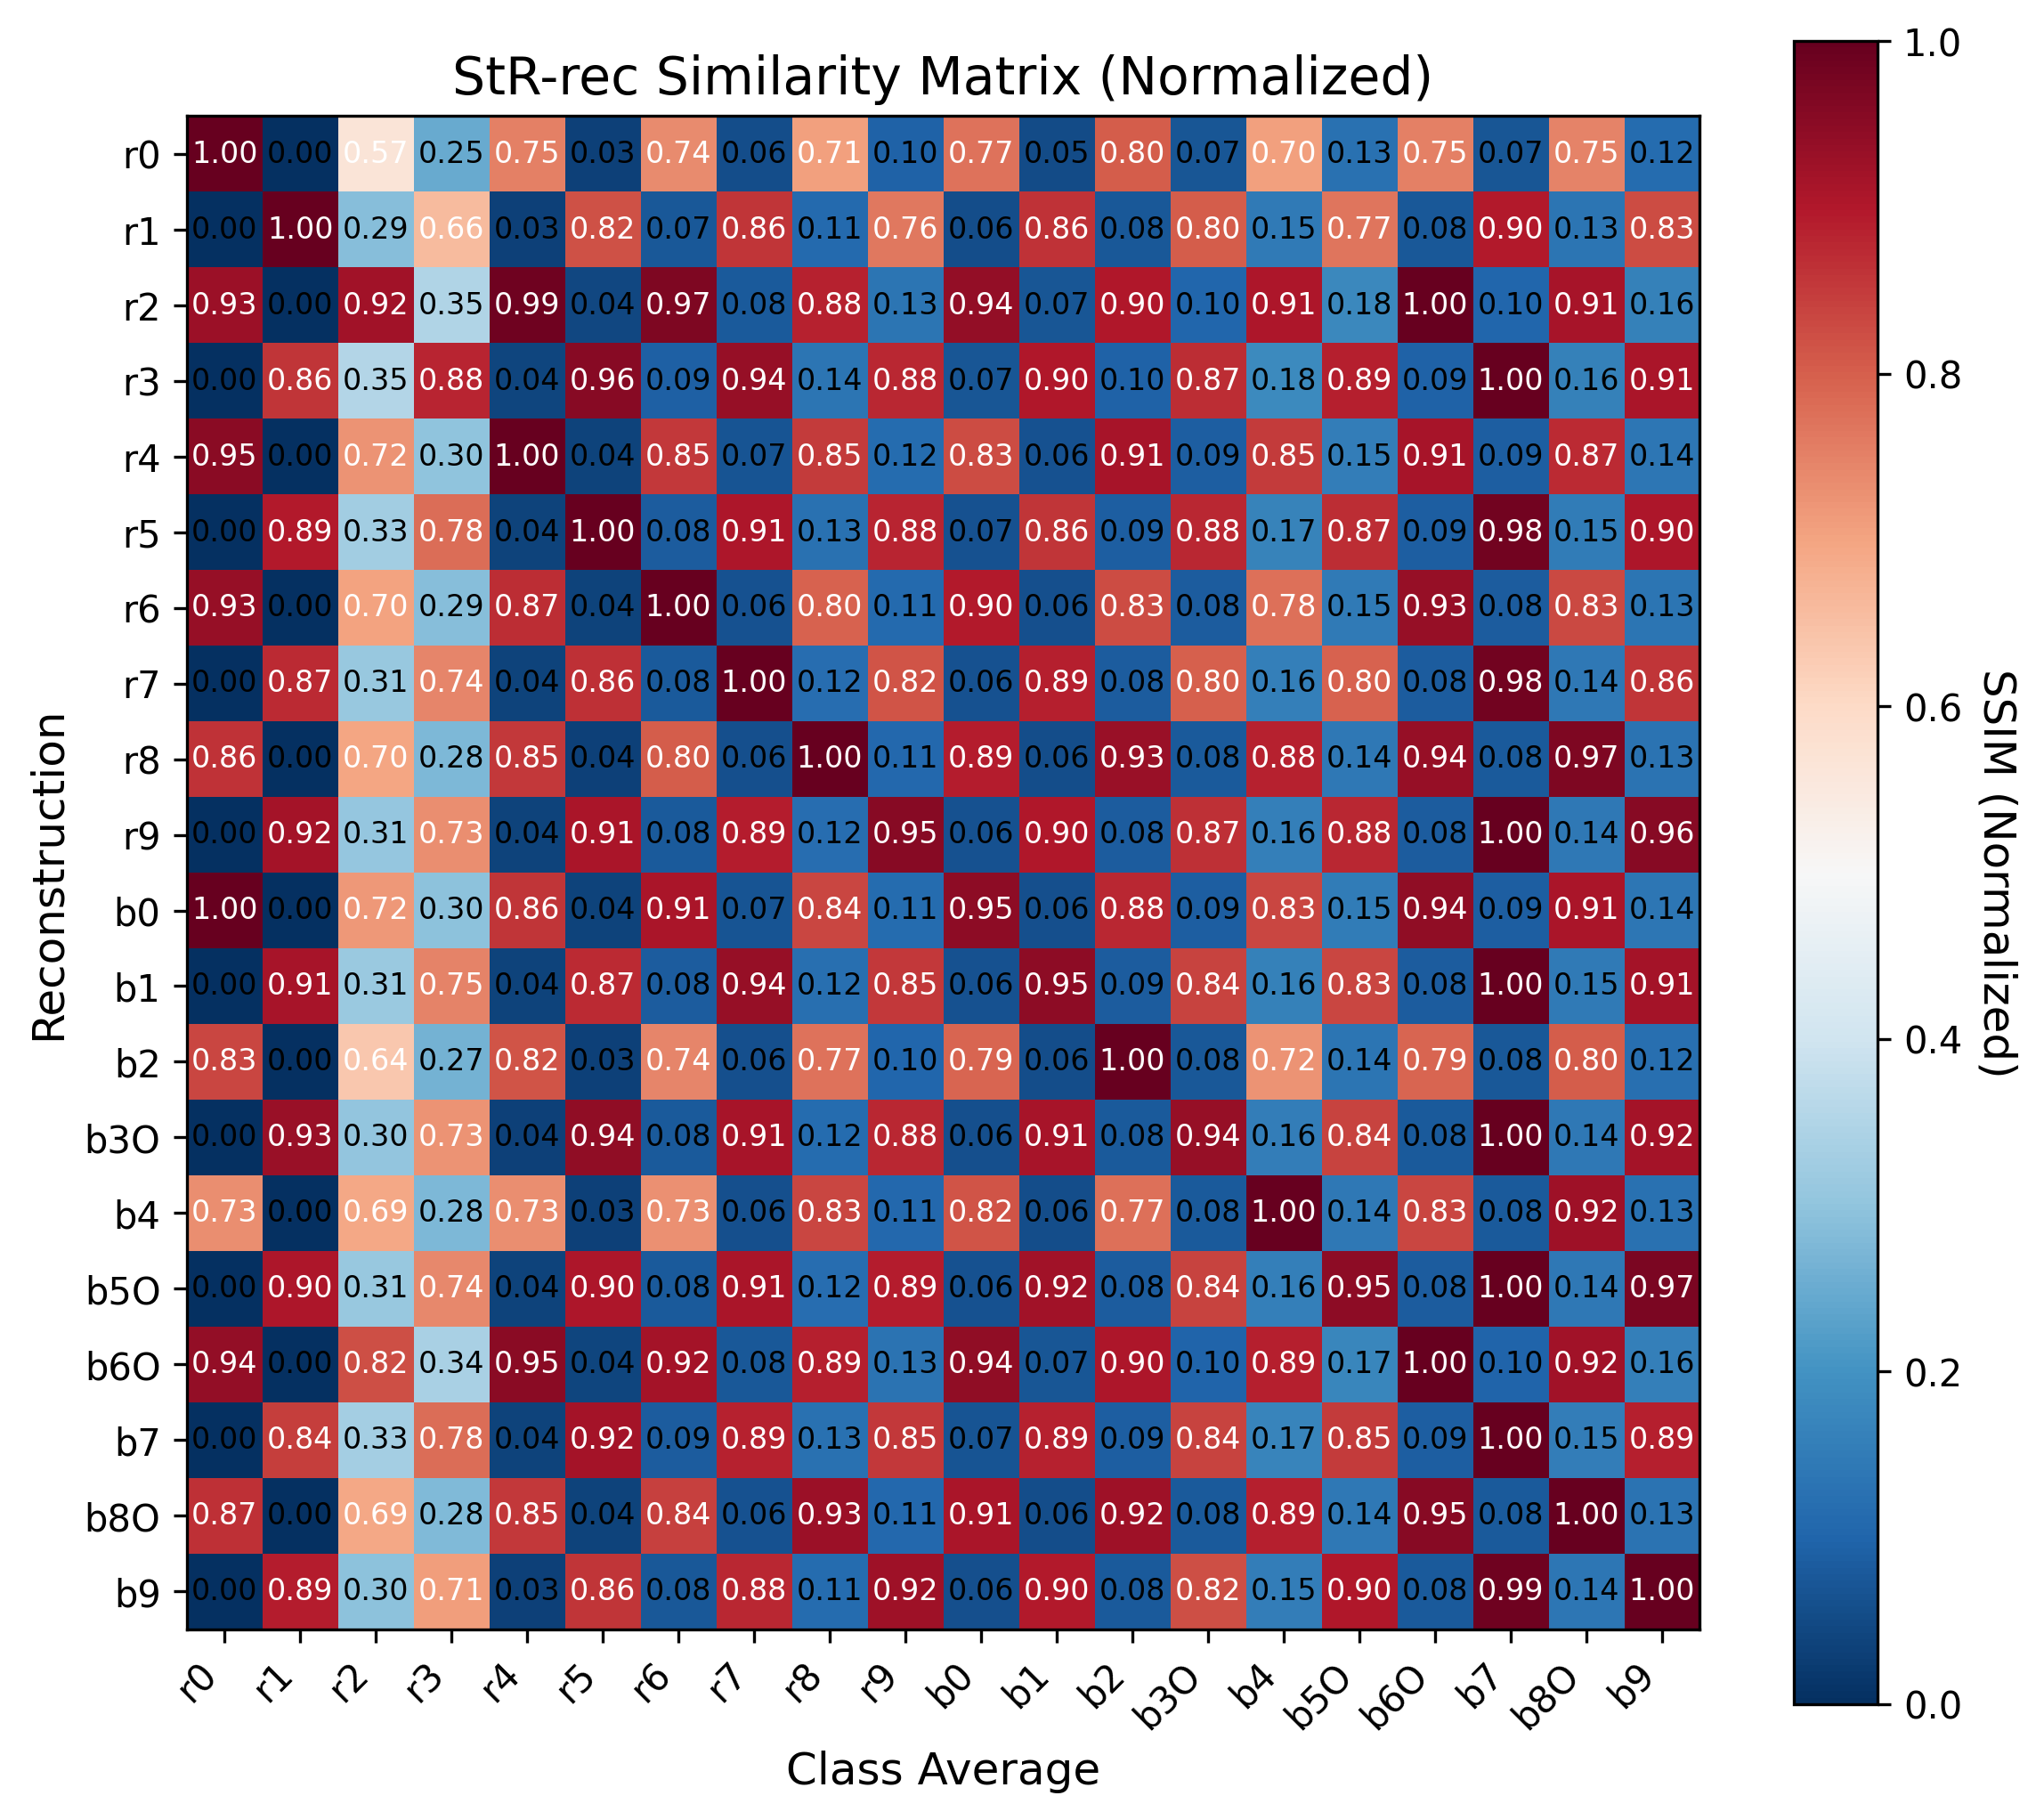 StR-rec Similarity Matrix (Normalized)
r0 1.00 0.00 0.57 0.25 0.75 0.03 0.74 0.06 0.71 0.10 0.77 0.05 0.80 0.07 0.70 0.13 0.75 0.07 0.75 0.12
r1 0.00 1.00 0.29 0.66 0.03 0.82 0.07 0.86 0.11 0.76 0.06 0.86 0.08 0.80 0.15 0.77 0.08 0.90 0.13 0.83
r2 0.93 0.00 0.92 0.35 0.99 0.04 0.97 0.08 0.88 0.13 0.94 0.07 0.90 0.10 0.91 0.18 1.00 0.10 0.91 0.16
r3 0.00 0.86 0.35 0.88 0.04 0.96 0.09 0.94 0.14 0.88 0.07 0.90 0.10 0.87 0.18 0.89 0.09 1.00 0.16 0.91
r4 0.95 0.00 0.72 0.30 1.00 0.04 0.85 0.07 0.85 0.12 0.83 0.06 0.91 0.09 0.85 0.15 0.91 0.09 0.87 0.14
r5 0.00 0.89 0.33 0.78 0.04 1.00 0.08 0.91 0.13 0.88 0.07 0.86 0.09 0.88 0.17 0.87 0.09 0.98 0.15 0.90
r6 0.93 0.00 0.70 0.29 0.87 0.04 1.00 0.06 0.80 0.11 0.90 0.06 0.83 0.08 0.78 0.15 0.93 0.08 0.83 0.13
r7 0.00 0.87 0.31 0.74 0.04 0.86 0.08 1.00 0.12 0.82 0.06 0.89 0.08 0.80 0.16 0.80 0.08 0.98 0.14 0.86
r8 0.86 0.00 0.70 0.28 0.85 0.04 0.80 0.06 1.00 0.11 0.89 0.06 0.93 0.08 0.88 0.14 0.94 0.08 0.97 0.13
r9 0.00 0.92 0.31 0.73 0.04 0.91 0.08 0.89 0.12 0.95 0.06 0.90 0.08 0.87 0.16 0.88 0.08 1.00 0.14 0.96
b0 1.00 0.00 0.72 0.30 0.86 0.04 0.91 0.07 0.84 0.11 0.95 0.06 0.88 0.09 0.83 0.15 0.94 0.09 0.91 0.14
b1 0.00 0.91 0.31 0.75 0.04 0.87 0.08 0.94 0.12 0.85 0.06 0.95 0.09 0.84 0.16 0.83 0.08 1.00 0.15 0.91
b2 0.83 0.00 0.64 0.27 0.82 0.03 0.74 0.06 0.77 0.10 0.79 0.06 1.00 0.08 0.72 0.14 0.79 0.08 0.80 0.12
b3O 0.00 0.93 0.30 0.73 0.04 0.94 0.08 0.91 0.12 0.88 0.06 0.91 0.08 0.94 0.16 0.84 0.08 1.00 0.14 0.92
b4 0.73 0.00 0.69 0.28 0.73 0.03 0.73 0.06 0.83 0.11 0.82 0.06 0.77 0.08 1.00 0.14 0.83 0.08 0.92 0.13
b5O 0.00 0.90 0.31 0.74 0.04 0.90 0.08 0.91 0.12 0.89 0.06 0.92 0.08 0.84 0.16 0.95 0.08 1.00 0.14 0.97
b6O 0.94 0.00 0.82 0.34 0.95 0.04 0.92 0.08 0.89 0.13 0.94 0.07 0.90 0.10 0.89 0.17 1.00 0.10 0.92 0.16
b7 0.00 0.84 0.33 0.78 0.04 0.92 0.09 0.89 0.13 0.85 0.07 0.89 0.09 0.84 0.17 0.85 0.09 1.00 0.15 0.89
b8O 0.87 0.00 0.69 0.28 0.85 0.04 0.84 0.06 0.93 0.11 0.91 0.06 0.92 0.08 0.89 0.14 0.95 0.08 1.00 0.13
b9 0.00 0.89 0.30 0.71 0.03 0.86 0.08 0.88 0.11 0.92 0.06 0.90 0.08 0.82 0.15 0.90 0.08 0.99 0.14 1.00
r0 r1 r2 r3 r4 r5 r6 r7 r8 r9 b0 b1 b2 b3O b4 b5O b6O b7 b8O b9
Class Average
Reconstruction
1.0
0.8
0.6
0.4
0.2
0.0
SSIM (Normalized)